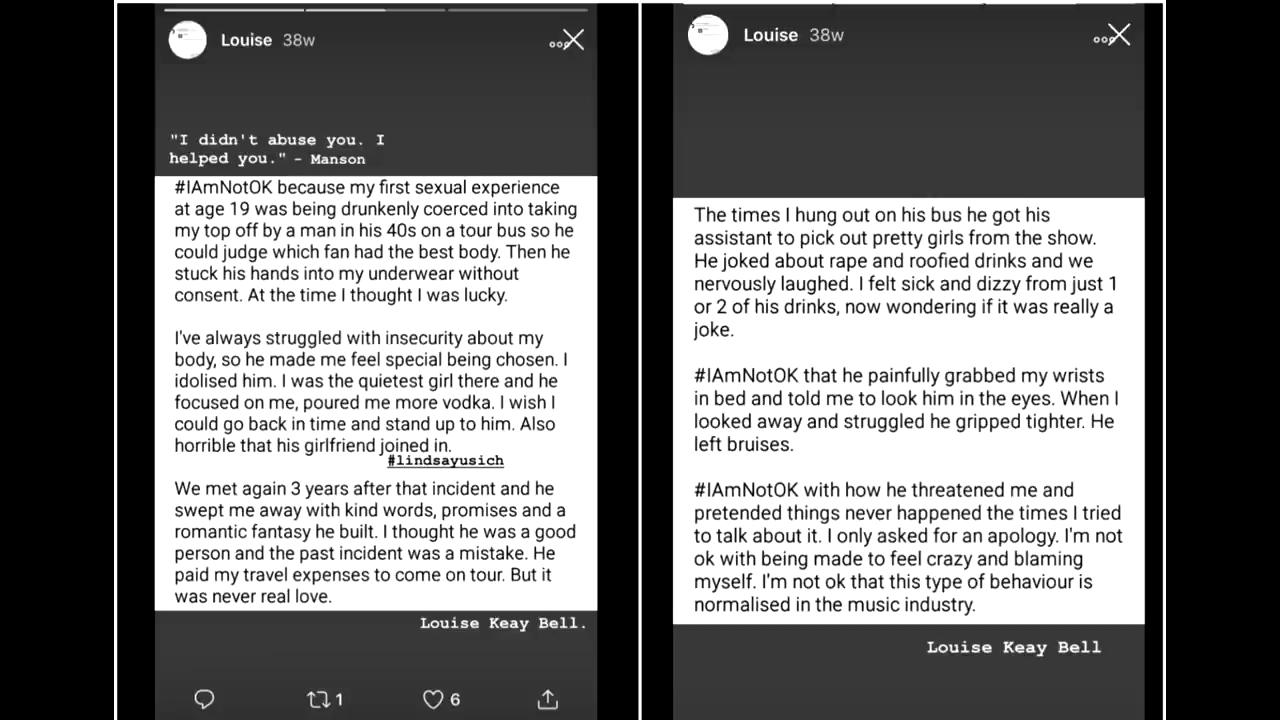 Louise 38w
"I didn't abuse you. I
helped you." - Manson
#IAmNotOK because my first sexual experience
at age 19 was being drunkenly coerced into taking
my top off by a man in his 40s on a tour bus so he
could judge which fan had the best body. Then he
stuck his hands into my underwear without
consent. At the time I thought I was lucky.
I've always struggled with insecurity about my
body, so he made me feel special being chosen. I
idolised him. I was the quietest girl there and he
focused on me, poured me more vodka. I wish I
could go back in time and stand up to him. Also
horrible that his girlfriend joined in.
#lindsayusich
We met again 3 years after that incident and he
swept me away with kind words, promises and a
romantic fantasy he built. I thought he was a good
person and the past incident was a mistake. He
paid my travel expenses to come on tour. But it
was never real love.
Louise Keay Bell.
1 6
Louise 38w
The times I hung out on his bus he got his
assistant to pick out pretty girls from the show.
He joked about rape and roofied drinks and we
nervously laughed. I felt sick and dizzy from just 1
or 2 of his drinks, now wondering if it was really a
joke.
#IAmNotOK that he painfully grabbed my wrists
in bed and told me to look him in the eyes. When I
looked away and struggled he gripped tighter. He
left bruises.
#IAmNotOK with how he threatened me and
pretended things never happened the times I tried
to talk about it. I only asked for an apology. I'm not
ok with being made to feel crazy and blaming
myself. I'm not ok that this type of behaviour is
normalised in the music industry.
Louise Keay Bell